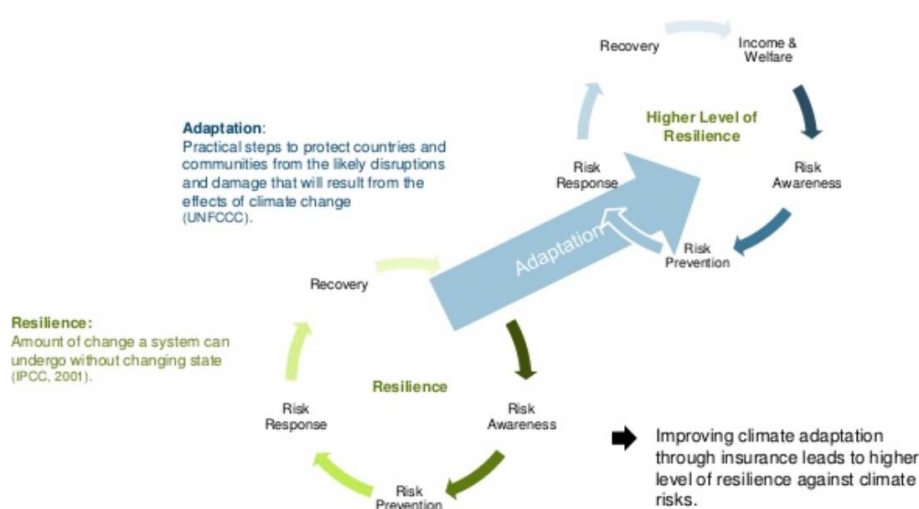 Recovery
Income &
Welfare
Higher Level of
Resilience
Adaptation:
Practical steps to protect countries and
communities from the likely disruptions
and damage that will result from the
effects of climate change
(UNFCCC).
Risk
Response
Risk
Awareness
Adaptation
Risk
Prevention
Recovery
Resilience:
Amount of change a system can
undergo without changing state
(IPCC, 2001).
Resilience
Risk
Response
Risk
Awareness
Risk
Prevention
Improving climate adaptation
through insurance leads to higher
level of resilience against climate
risks.